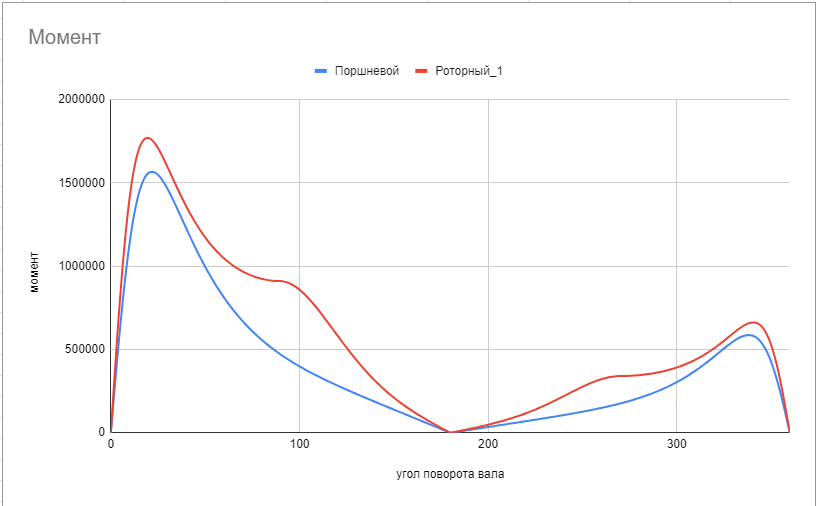 Момент
Поршневой Роторный_1
2000000
1500000
1000000
500000
0
момент
0 100 200 300
угол поворота вала